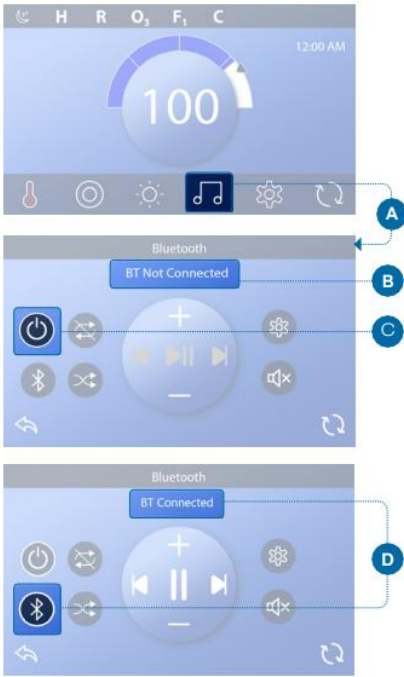 H R O₃ F₁ C
12:00 AM
100
A
Bluetooth
BT Not Connected
B
C
Bluetooth
BT Connected
D